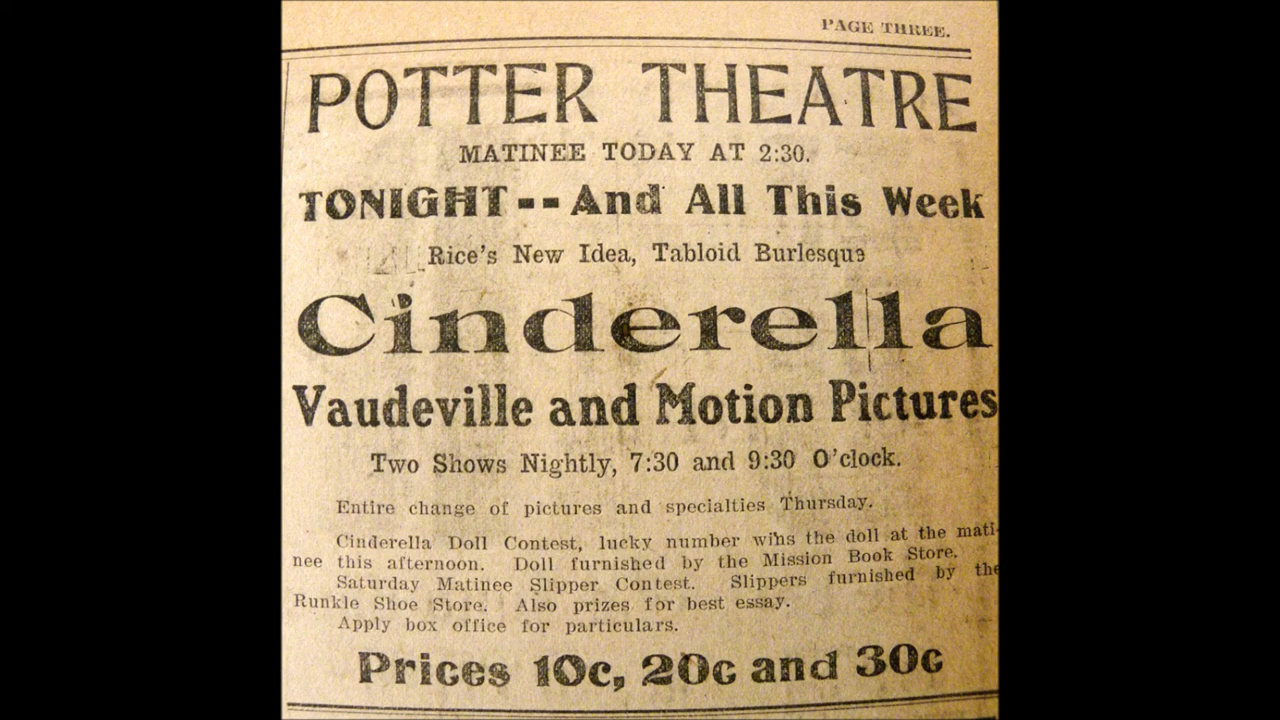 PAGE THREE.
POTTER THEATRE
MATINEE TODAY AT 2:30.
TONIGHT -- And All This Week
Rice's New Idea, Tabloid Burlesque
Cinderella
Vaudeville and Motion Pictures
Two Shows Nightly, 7:30 and 9:30 O'clock.
Entire change of pictures and specialties Thursday.
Cinderella Doll Contest, lucky number wins the doll at the mati-
nee this afternoon. Doll furnished by the Mission Book Store.
Saturday Matinee Slipper Contest. Slippers furnished by the
Runkle Shoe Store. Also prizes for best essay.
Apply box office for particulars.
Prices 10c, 20c and 30c